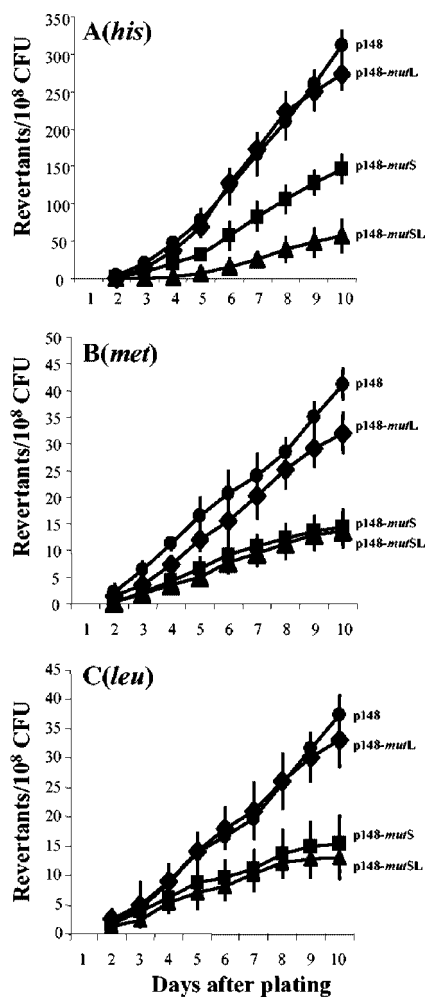 A(his)
Revertants/10⁸ CFU
350
300
250
200
150
100
50
0
1 2 3 4 5 6 7 8 9 10
p148
p148-mutL
p148-mutS
p148-mutSL
B(met)
Revertants/10⁸ CFU
50
45
40
35
30
25
20
15
10
5
0
1 2 3 4 5 6 7 8 9 10
p148
p148-mutL
p148-mutS
p148-mutSL
C(leu)
Revertants/10⁸ CFU
45
40
35
30
25
20
15
10
5
0
1 2 3 4 5 6 7 8 9 10
p148
p148-mutL
p148-mutS
p148-mutSL
Days after plating